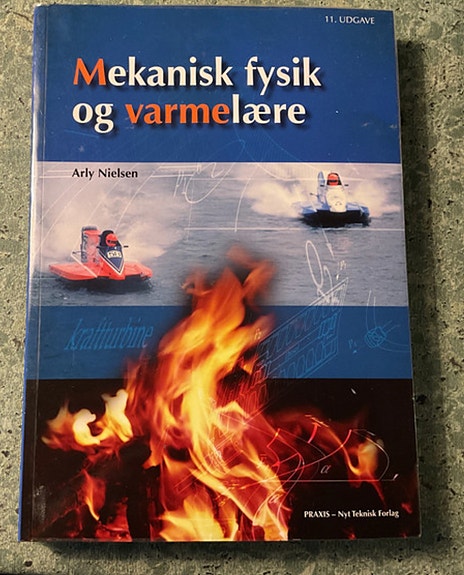 11. UDGAVE
Mekanisk fysik
og varmelære
Arly Nielsen
kraftturbine
PRAXIS – Nyt Teknisk Forlag